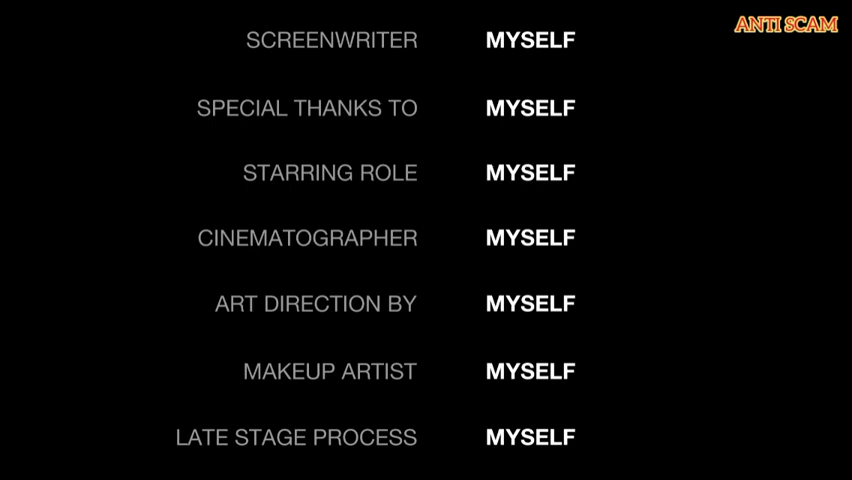 ANTI SCAM
SCREENWRITER MYSELF
SPECIAL THANKS TO MYSELF
STARRING ROLE MYSELF
CINEMATOGRAPHER MYSELF
ART DIRECTION BY MYSELF
MAKEUP ARTIST MYSELF
LATE STAGE PROCESS MYSELF